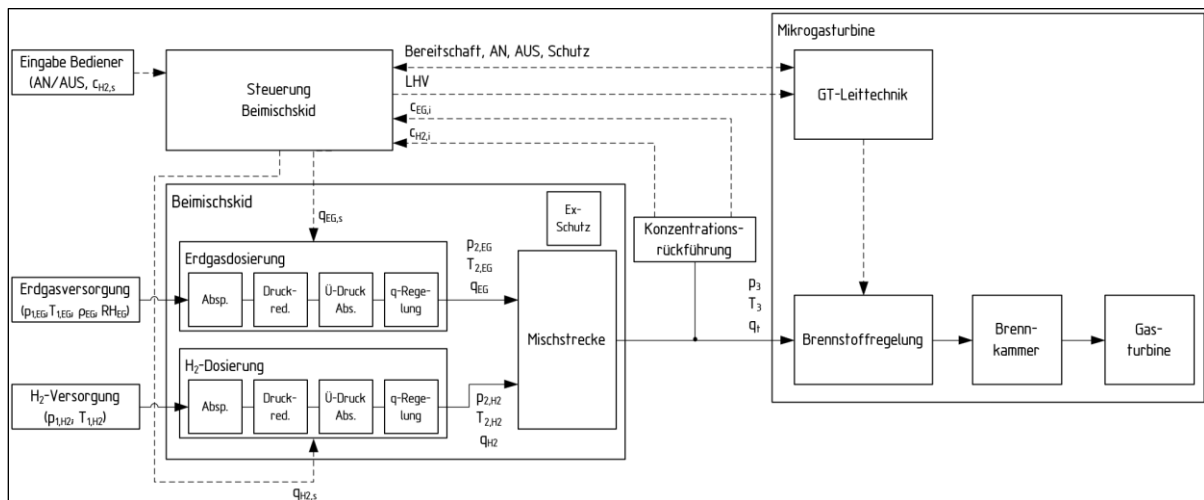 Mikrogasturbine
Eingabe Bediener
(AN/AUS, cH2,s
Steuerung
Beimischskid
Bereitschaft, AN, AUS, Schutz
LHV
cEG,i
cH2,i
GT-Leittechnik
Beimischskid
qEG,s
Ex-
Schutz
Konzentrations-
rückführung
Erdgasversorgung
(p1,EG, T1,EG, ρEG, RHEG)
Erdgasdosierung
Absp.
Druck-
red.
Ü-Druck
Abs.
q-Rege-
lung
p2,EG
T2,EG
qEG
Mischstrecke
p3
T3
qt
Brennstoffregelung
Brenn-
kammer
Gas-
turbine
H2-Versorgung
(p1,H2, T1,H2)
H2-Dosierung
Absp.
Druck-
red.
Ü-Druck
Abs.
q-Rege-
lung
p2,H2
T2,H2
qH2
qH2,s